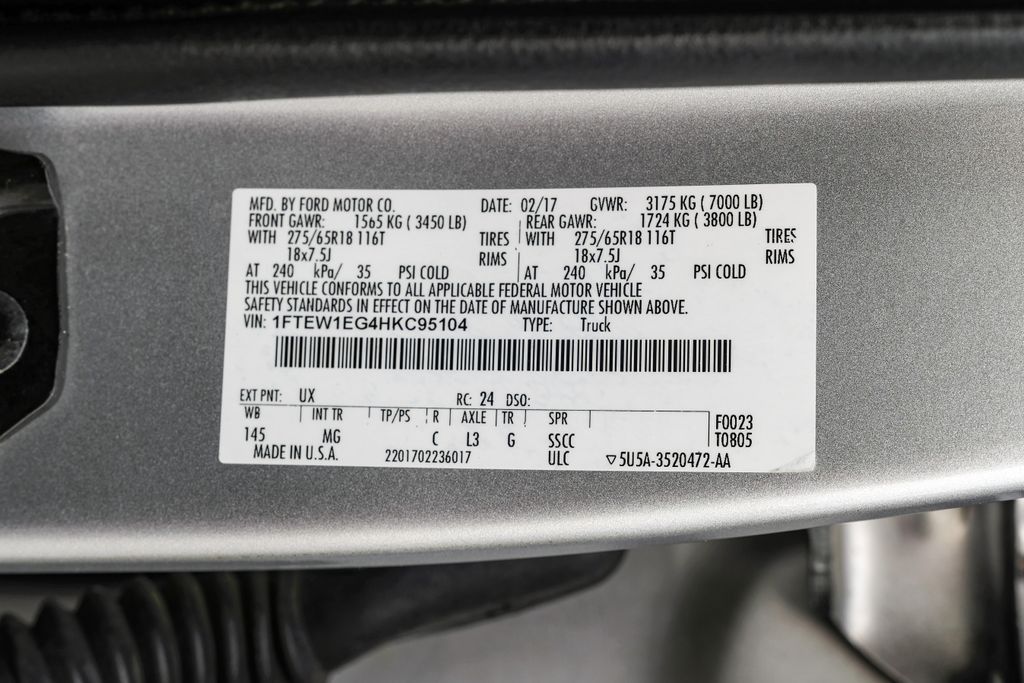 MFD. BY FORD MOTOR CO. DATE: 02/17 GVWR: 3175 KG ( 7000 LB)
FRONT GAWR: 1565 KG ( 3450 LB) REAR GAWR: 1724 KG ( 3800 LB)
WITH 275/65R18 116T TIRES WITH 275/65R18 116T TIRES
18x7.5J RIMS 18x7.5J RIMS
AT 240 kPa/ 35 PSI COLD AT 240 kPa/ 35 PSI COLD
THIS VEHICLE CONFORMS TO ALL APPLICABLE FEDERAL MOTOR VEHICLE
SAFETY STANDARDS IN EFFECT ON THE DATE OF MANUFACTURE SHOWN ABOVE.
VIN: 1FTEW1EG4HKC95104 TYPE: Truck
EXT PNT: UX RC: 24 DSO:
WB INT TR TP/PS R AXLE TR SPR F0023
145 MG C L3 G SSCC T0805
MADE IN U.S.A. 2201702236017 ULC ▽5U5A-3520472-AA